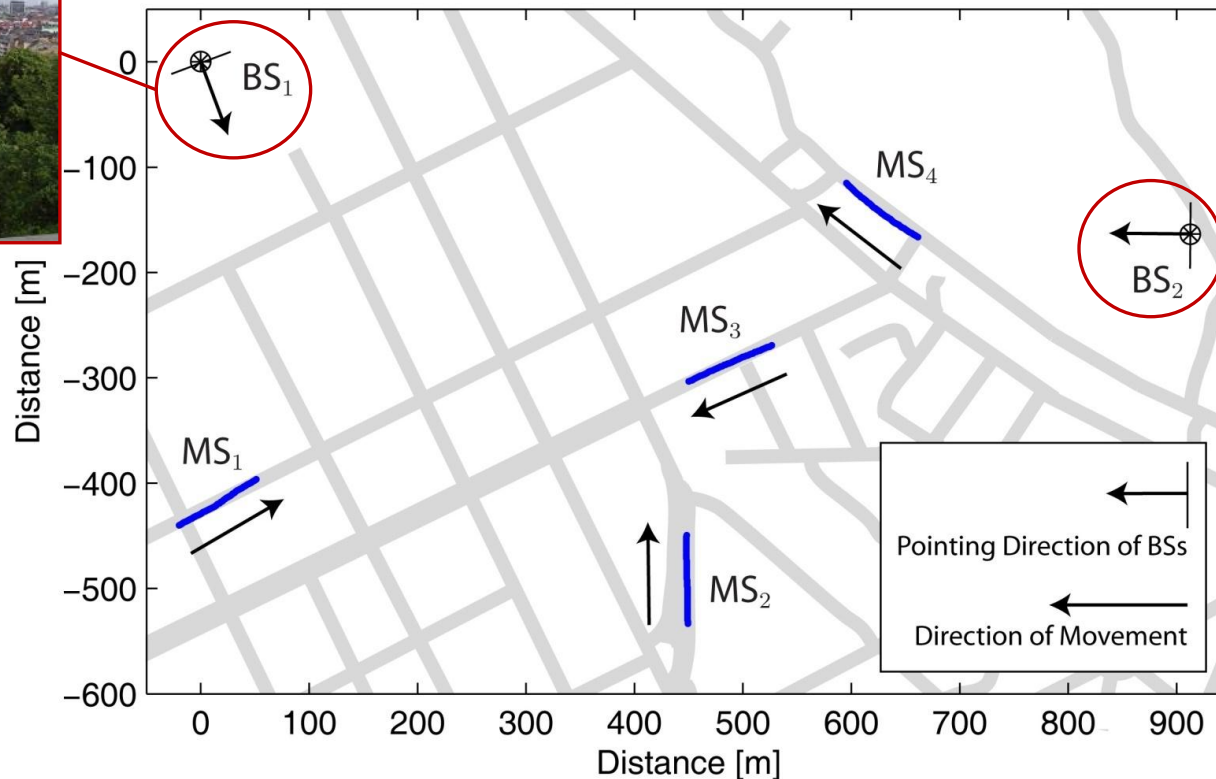 0
−100
−200
−300
−400
−500
−600
Distance [m]
BS₁
MS₄
BS₂
MS₃
MS₁
MS₂
Pointing Direction of BSs
Direction of Movement
0 100 200 300 400 500 600 700 800 900
Distance [m]